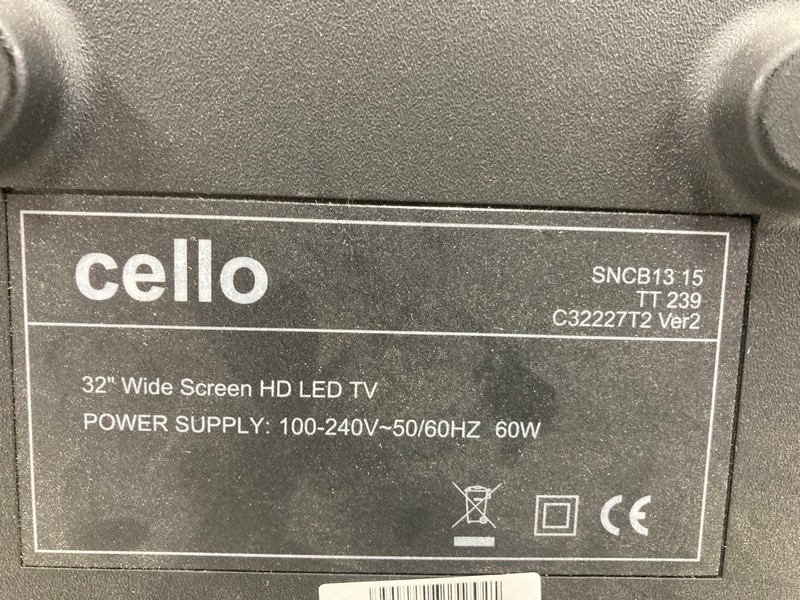 cello
SNCB13 15
TT 239
C32227T2 Ver2
32" Wide Screen HD LED TV
POWER SUPPLY: 100-240V~50/60HZ 60W
CE